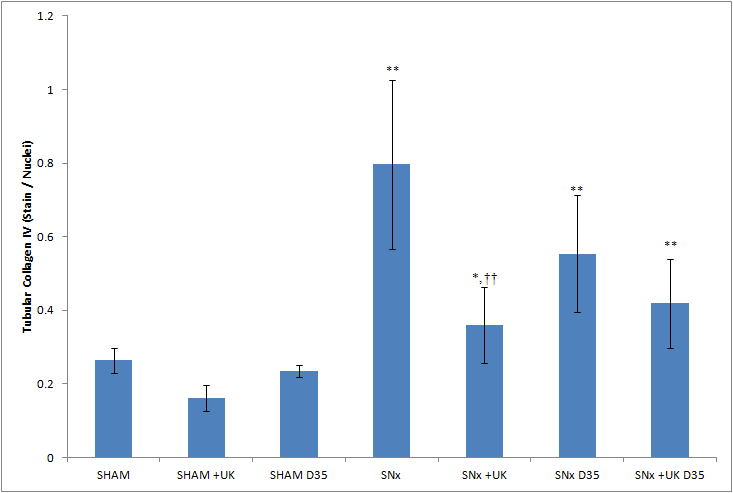 1.2
1
0.8
0.6
0.4
0.2
0
Tubular Collagen IV (Stain / Nuclei)
**
*,††
**
**
SHAM
SHAM +UK
SHAM D35
SNx
SNx +UK
SNx D35
SNx +UK D35